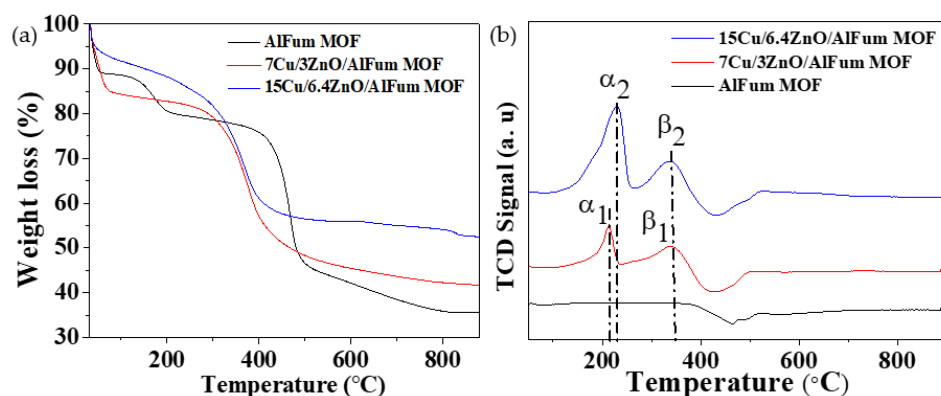 (a)
100
90
80
70
60
50
40
30
Weight loss (%)
AlFum MOF
7Cu/3ZnO/AlFum MOF
15Cu/6.4ZnO/AlFum MOF
200
400
600
800
Temperature (°C)
(b)
15Cu/6.4ZnO/AlFum MOF
7Cu/3ZnO/AlFum MOF
AlFum MOF
α2
β2
α1
β1
TCD Signal (a. u)
200
400
600
800
Temperature (°C)